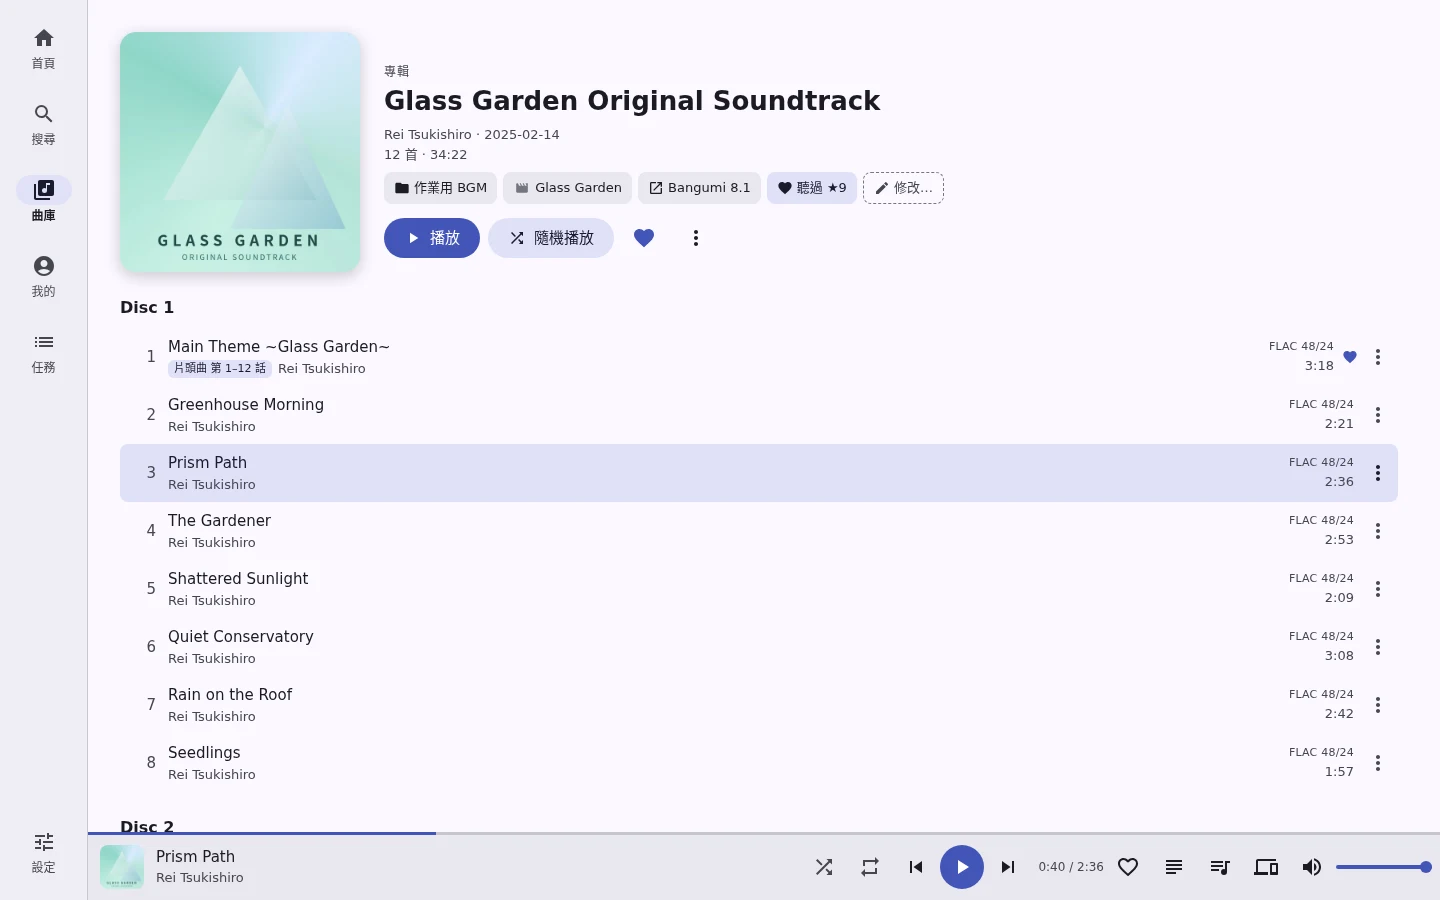 首頁
搜尋
曲庫
我的
任務
設定
GLASS GARDEN
ORIGINAL SOUNDTRACK
專輯
Glass Garden Original Soundtrack
Rei Tsukishiro · 2025-02-14
12 首 · 34:22
作業用 BGM
Glass Garden
Bangumi 8.1
聽過 ★9
修改…
播放
隨機播放
Disc 1
1
Main Theme ~Glass Garden~
片頭曲 第 1–12 話 Rei Tsukishiro
FLAC 48/24
3:18
2
Greenhouse Morning
Rei Tsukishiro
FLAC 48/24
2:21
3
Prism Path
Rei Tsukishiro
FLAC 48/24
2:36
4
The Gardener
Rei Tsukishiro
FLAC 48/24
2:53
5
Shattered Sunlight
Rei Tsukishiro
FLAC 48/24
2:09
6
Quiet Conservatory
Rei Tsukishiro
FLAC 48/24
3:08
7
Rain on the Roof
Rei Tsukishiro
FLAC 48/24
2:42
8
Seedlings
Rei Tsukishiro
FLAC 48/24
1:57
Disc 2
GLASS GARDEN
Prism Path
Rei Tsukishiro
0:40 / 2:36